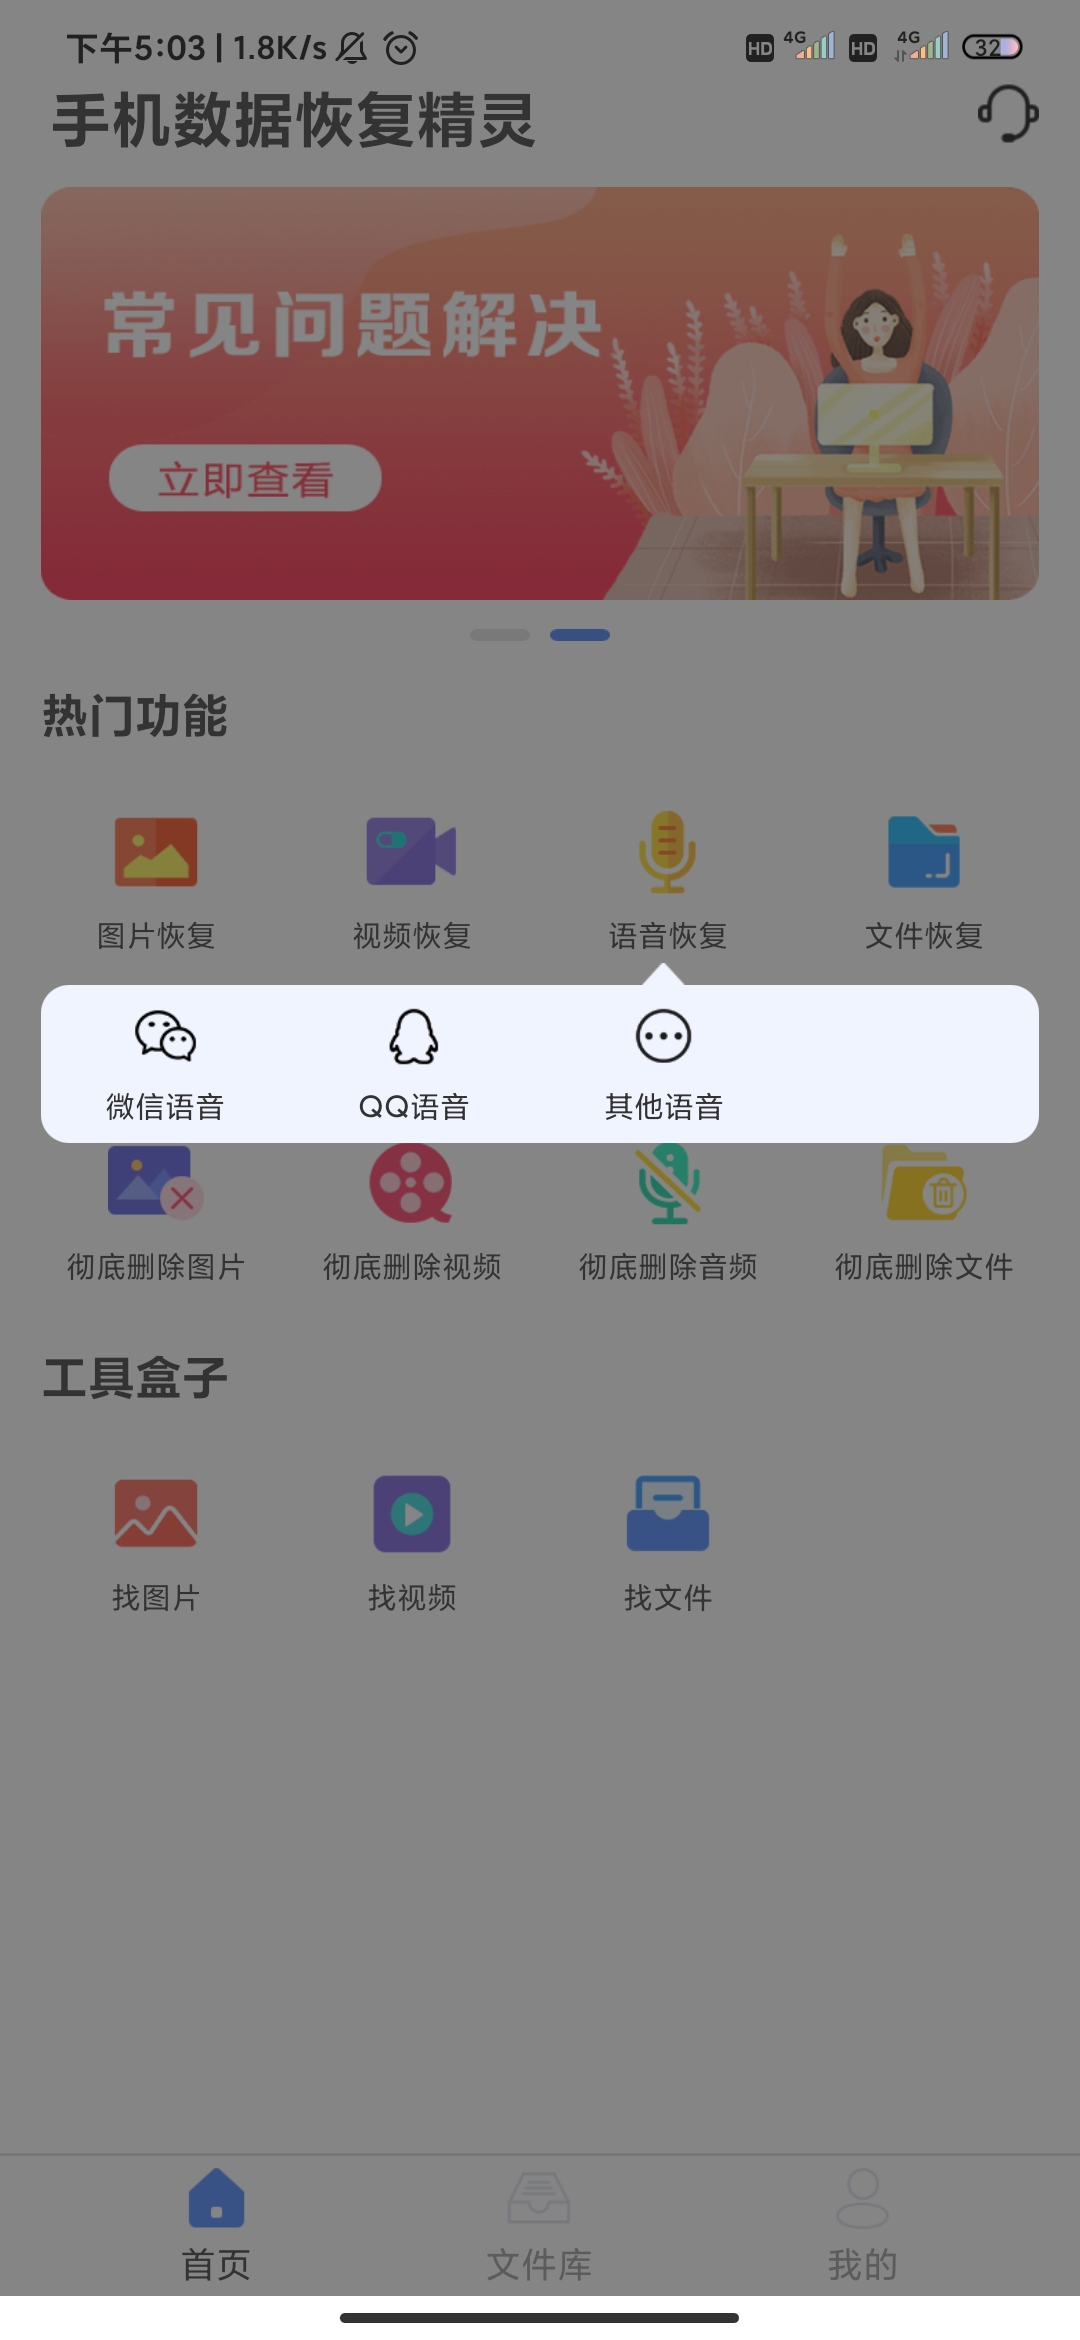 下午5:03 | 1.8K/s
HD 4G HD 4G 32
手机数据恢复精灵
常见问题解决
立即查看
热门功能
图片恢复 视频恢复 语音恢复 文件恢复
微信语音 QQ语音 其他语音
彻底删除图片 彻底删除视频 彻底删除音频 彻底删除文件
工具盒子
找图片 找视频 找文件
首页 文件库 我的